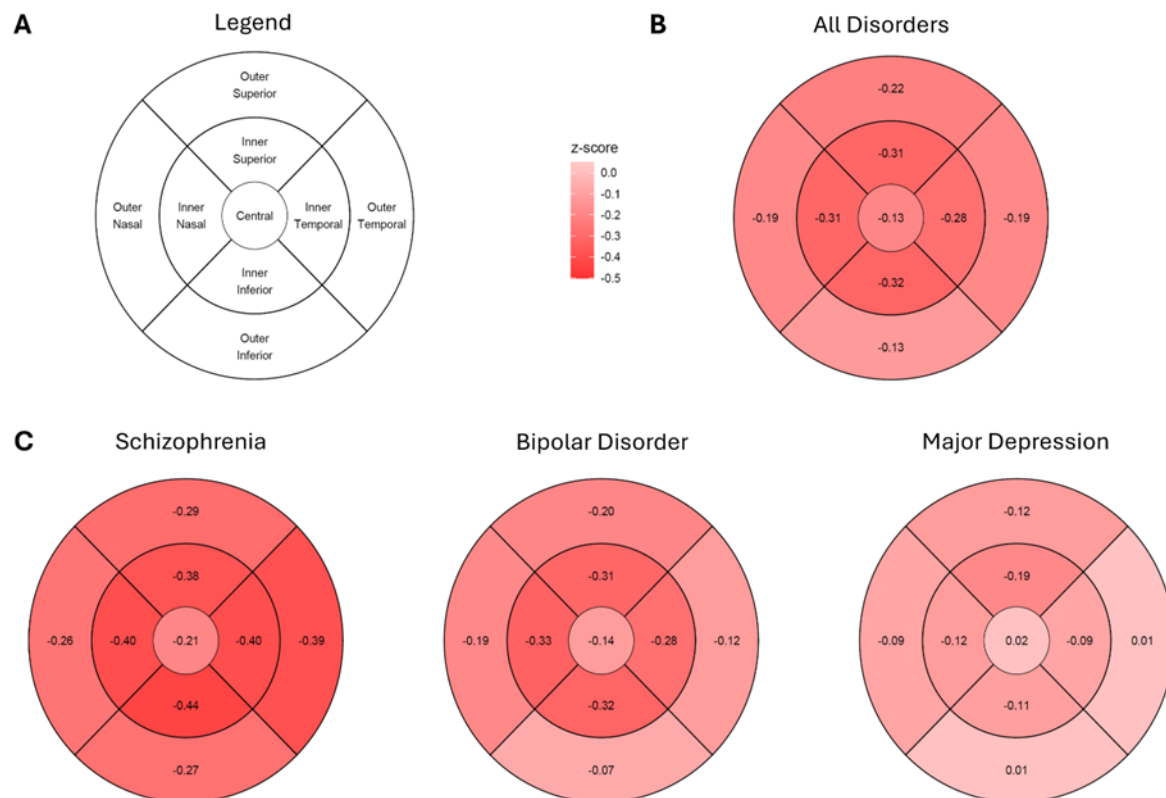 A
Legend
Outer
Superior
Inner
Superior
Outer
Nasal
Inner
Nasal
Central
Inner
Temporal
Outer
Temporal
Inner
Inferior
Outer
Inferior
z-score
0.0
-0.1
-0.2
-0.3
-0.4
-0.5
B
All Disorders
-0.22
-0.31
-0.19
-0.31
-0.13
-0.28
-0.19
-0.32
-0.13
C
Schizophrenia
-0.29
-0.38
-0.26
-0.40
-0.21
-0.40
-0.39
-0.44
-0.27
Bipolar Disorder
-0.20
-0.31
-0.19
-0.33
-0.14
-0.28
-0.12
-0.32
-0.07
Major Depression
-0.12
-0.19
-0.09
-0.12
0.02
-0.09
0.01
-0.11
0.01